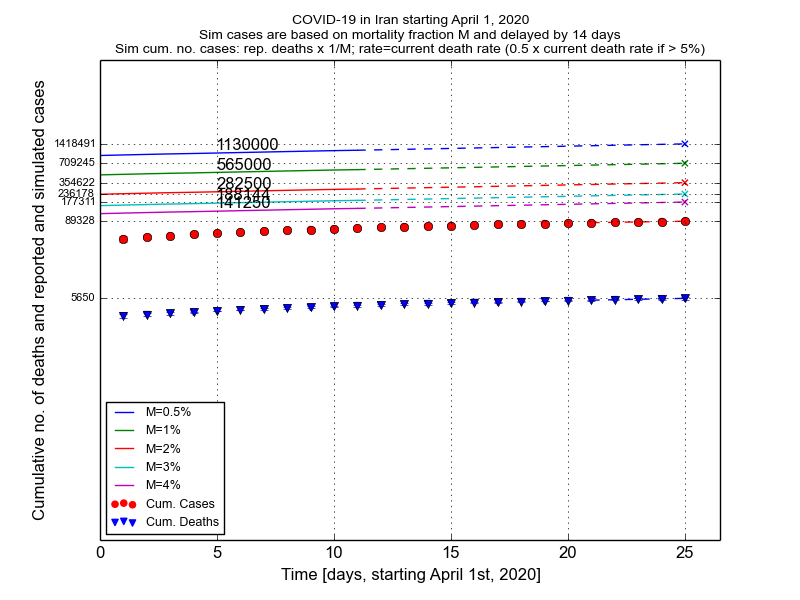 COVID-19 in Iran starting April 1, 2020
Sim cases are based on mortality fraction M and delayed by 14 days
Sim cum. no. cases: rep. deaths x 1/M; rate=current death rate (0.5 x current death rate if > 5%)
Cumulative no. of deaths and reported and simulated cases
1418491
709245
354622
236178
177311
89328
5650
1130000
565000
282500
188144
141250
M=0.5%
M=1%
M=2%
M=3%
M=4%
Cum. Cases
Cum. Deaths
0 5 10 15 20 25
Time [days, starting April 1st, 2020]